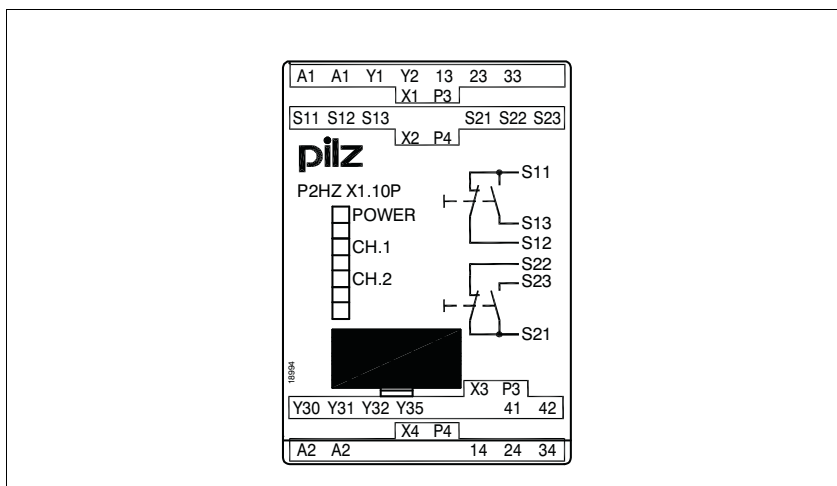 A1 A1 Y1 Y2 13 23 33
X1 P3
S11 S12 S13 S21 S22 S23
X2 P4
pilz
P2HZ X1.10P
POWER
CH.1
CH.2
S11
S13
S12
S22
S23
S21
18994
X3 P3
Y30 Y31 Y32 Y35 41 42
X4 P4
A2 A2 14 24 34